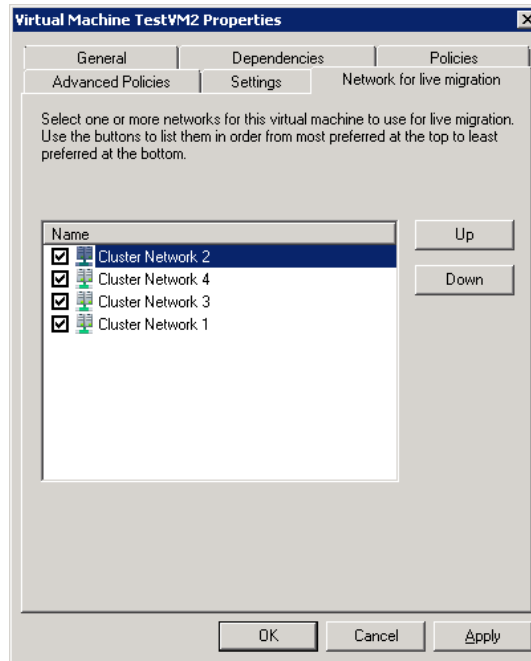 Virtual Machine TestVM2 Properties
General
Dependencies
Policies
Advanced Policies
Settings
Network for live migration
Select one or more networks for this virtual machine to use for live migration.
Use the buttons to list them in order from most preferred at the top to least
preferred at the bottom.
Name
Cluster Network 2
Cluster Network 4
Cluster Network 3
Cluster Network 1
Up
Down
OK
Cancel
Apply